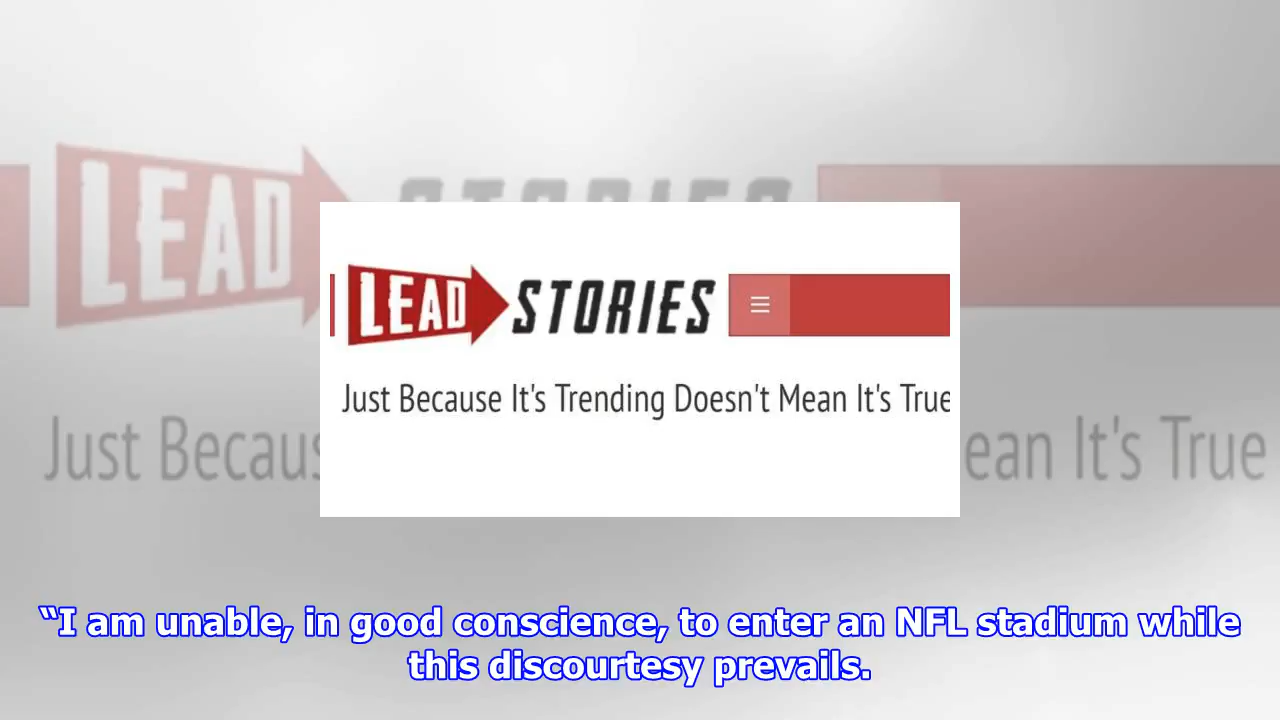 LEAD STORIES
Just Because It's Trending Doesn't Mean It's True
“I am unable, in good conscience, to enter an NFL stadium while
this discourtesy prevails.